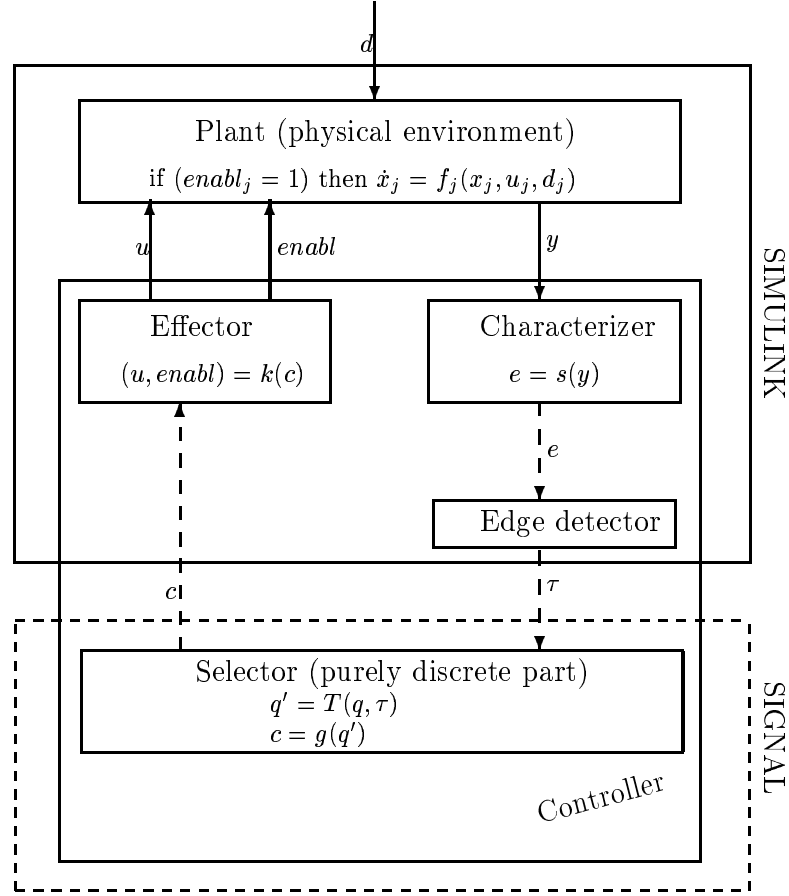 d
Plant (physical environment)
if (enabl_j = 1) then ẋ_j = f_j(x_j, u_j, d_j)
u
enabl
y
SIMULINK
Effector
(u, enabl) = k(c)
Characterizer
e = s(y)
e
Edge detector
c
τ
Selector (purely discrete part)
q′ = T(q, τ)
c = g(q′)
SIGNAL
Controller